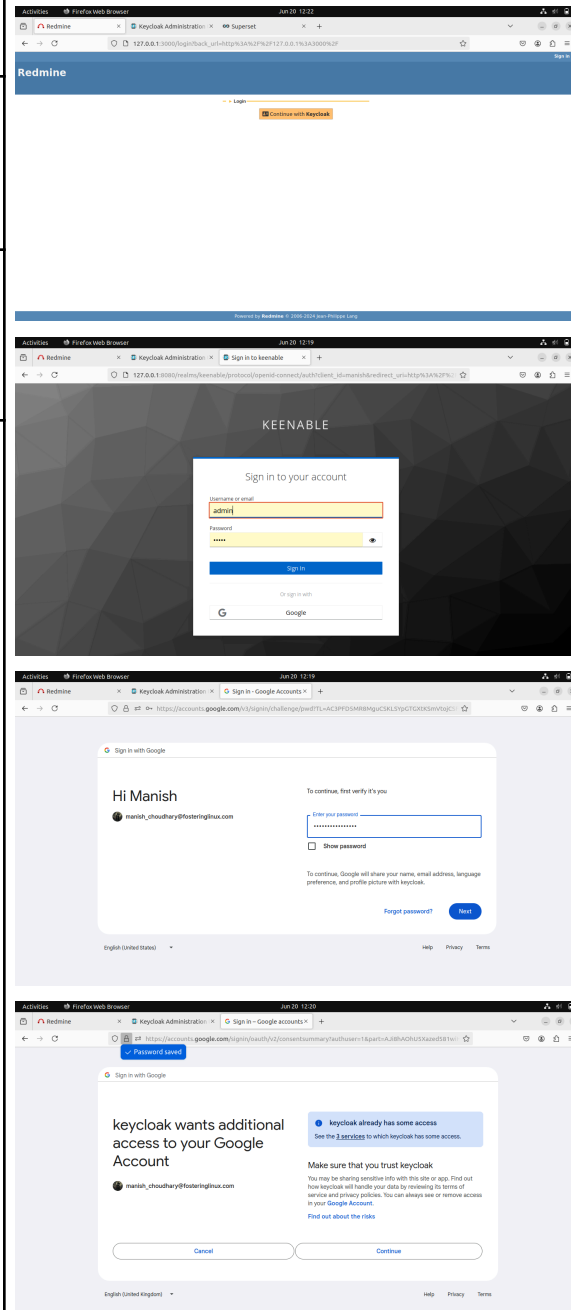 Activities Firefox Web Browser Jun 20 12:22
Redmine × Keycloak Administration × Superset × +
127.0.0.1:3000/login?back_url=http%3A%2F%2F127.0.0.1%3A3000%2F
Sign in
Redmine
Login
Continue with Keycloak
Powered by Redmine © 2006-2024 Jean-Philippe Lang
Activities Firefox Web Browser Jun 20 12:19
Redmine × Keycloak Administration × Sign in to keenable × +
127.0.0.1:8080/realms/keenable/protocol/openid-connect/auth?client_id=manish&redirect_uri=http%3A%2F%2
KEENABLE
Sign in to your account
Username or email
admin
Password
•••••
Sign In
Or sign in with
Google
Activities Firefox Web Browser Jun 20 12:19
Redmine × Keycloak Administration × Sign in - Google Accounts × +
https://accounts.google.com/v3/signin/challenge/pwd?TL=
Sign in with Google
Hi Manish
manish_choudhary@fosteringlinux.com
To continue, first verify it's you
Enter your password
••••••••••••••••
Show password
To continue, Google will share your name, email address, language
preference, and profile picture with keycloak.
Forgot password? Next
English (United States) Help Privacy Terms
Activities Firefox Web Browser Jun 20 12:20
Redmine × Keycloak Administration × Sign in – Google accounts × +
https://accounts.google.com/signin/oauth/v2/consentsummary?authuser=1&part=
Password saved
Sign in with Google
keycloak wants additional
access to your Google
Account
manish_choudhary@fosteringlinux.com
keycloak already has some access
See the 3 services to which keycloak has some access.
Make sure that you trust keycloak
You may be sharing sensitive info with this site or app. Find out
how keycloak will handle your data by reviewing its terms of
service and privacy policies. You can always see or remove access
in your Google Account.
Find out about the risks
Cancel Continue
English (United Kingdom) Help Privacy Terms